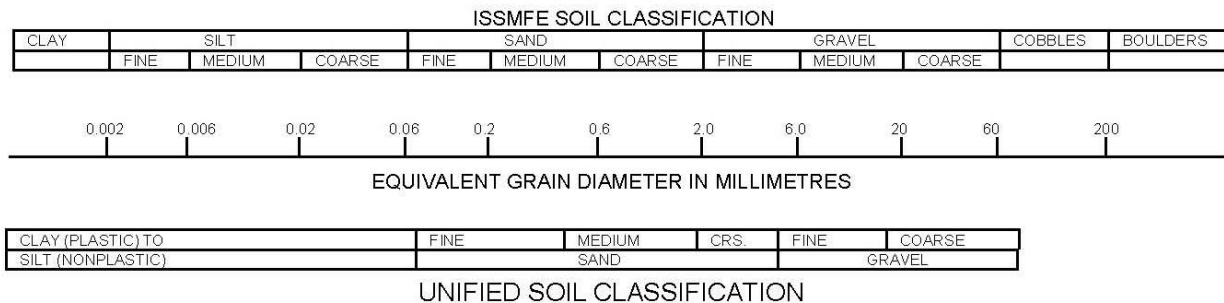 ISSMFE SOIL CLASSIFICATION
CLAY SILT SAND GRAVEL COBBLES BOULDERS
FINE MEDIUM COARSE FINE MEDIUM COARSE FINE MEDIUM COARSE
0.002 0.006 0.02 0.06 0.2 0.6 2.0 6.0 20 60 200
EQUIVALENT GRAIN DIAMETER IN MILLIMETRES
CLAY (PLASTIC) TO FINE MEDIUM CRS. FINE COARSE
SILT (NONPLASTIC) SAND GRAVEL
UNIFIED SOIL CLASSIFICATION